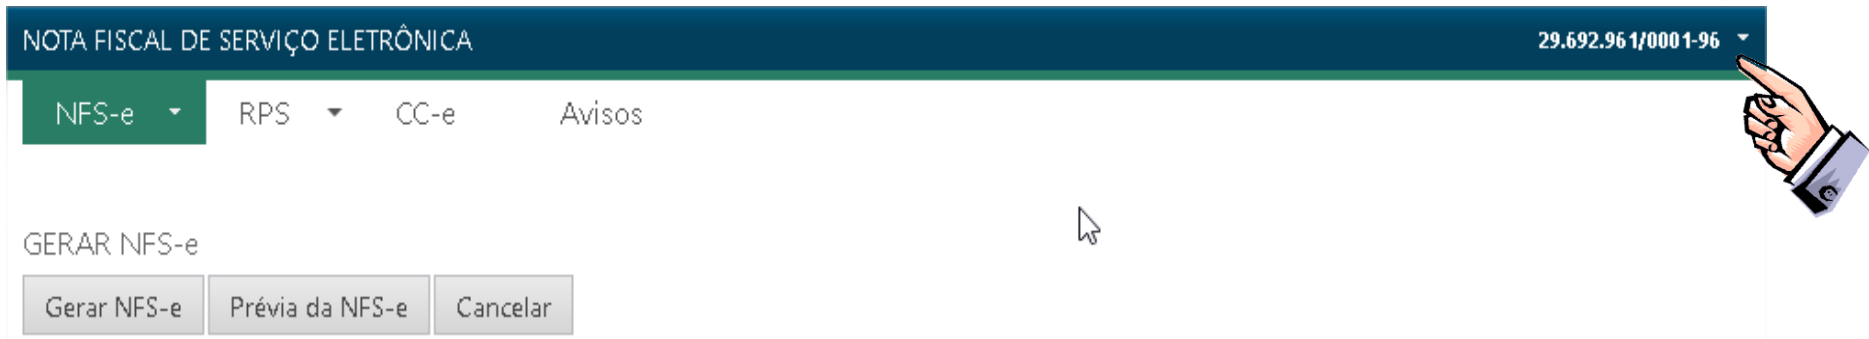 NOTA FISCAL DE SERVIÇO ELETRÔNICA 29.692.961/0001-96
NFS-e RPS CC-e Avisos
GERAR NFS-e
Gerar NFS-e Prévia da NFS-e Cancelar